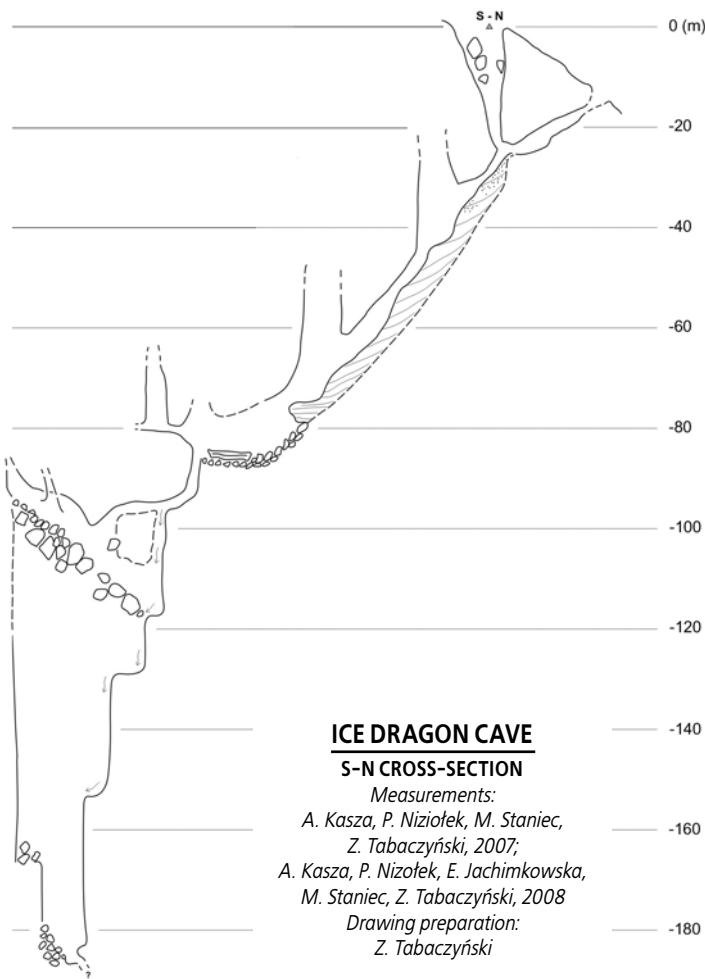 S - N
0 (m)
-20
-40
-60
-80
-100
-120
-140
-160
-180
?
ICE DRAGON CAVE
S-N CROSS-SECTION
Measurements:
A. Kasza, P. Niziołek, M. Staniec,
Z. Tabaczyński, 2007;
A. Kasza, P. Nizołek, E. Jachimkowska,
M. Staniec, Z. Tabaczyński, 2008
Drawing preparation:
Z. Tabaczyński